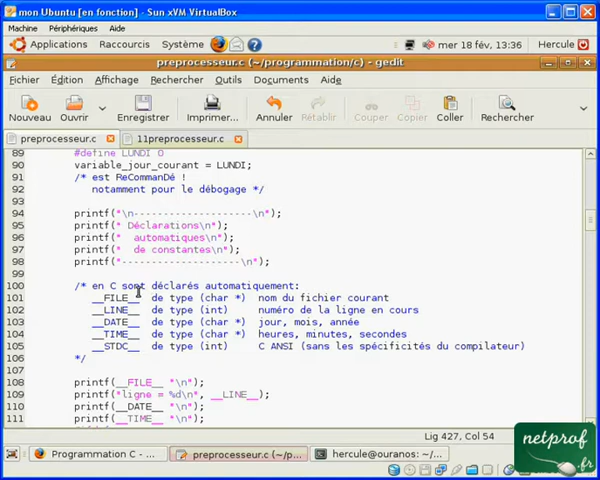 mon Ubuntu [en fonction] - Sun xVM VirtualBox
Machine Périphériques Aide
Applications Raccourcis Système mer 18 fév, 13:36 Hercule
preprocesseur.c (~/programmation/c) - gedit
Fichier Édition Affichage Rechercher Outils Documents Aide
Nouveau Ouvrir Enregistrer Imprimer... Annuler Rétablir Couper Copier Coller Rechercher
preprocesseur.c 11preprocesseur.c
89 #define LUNDI 0
90 variable_jour_courant = LUNDI;
91 /* est ReComManDé !
92 notamment pour le débogage */
93
94 printf("\n--------------------\n");
95 printf(" Déclarations\n");
96 printf("  automatiques\n");
97 printf("  de constantes\n");
98 printf("--------------------\n");
99
100 /* en C sont déclarés automatiquement:
101 __FILE__ de type (char *) nom du fichier courant
102 __LINE__ de type (int) numéro de la ligne en cours
103 __DATE__ de type (char *) jour, mois, année
104 __TIME__ de type (char *) heures, minutes, secondes
105 __STDC__ de type (int) C ANSI (sans les spécificités du compilateur)
106 */
107
108 printf(__FILE__ "\n");
109 printf("ligne = %d\n", __LINE__);
110 printf(__DATE__ "\n");
111 printf(__TIME__ "\n");
Lig 427, Col 54
Programmation C - ... preprocesseur.c (~/p... hercule@ouranos: ~/...
netprof
.fr